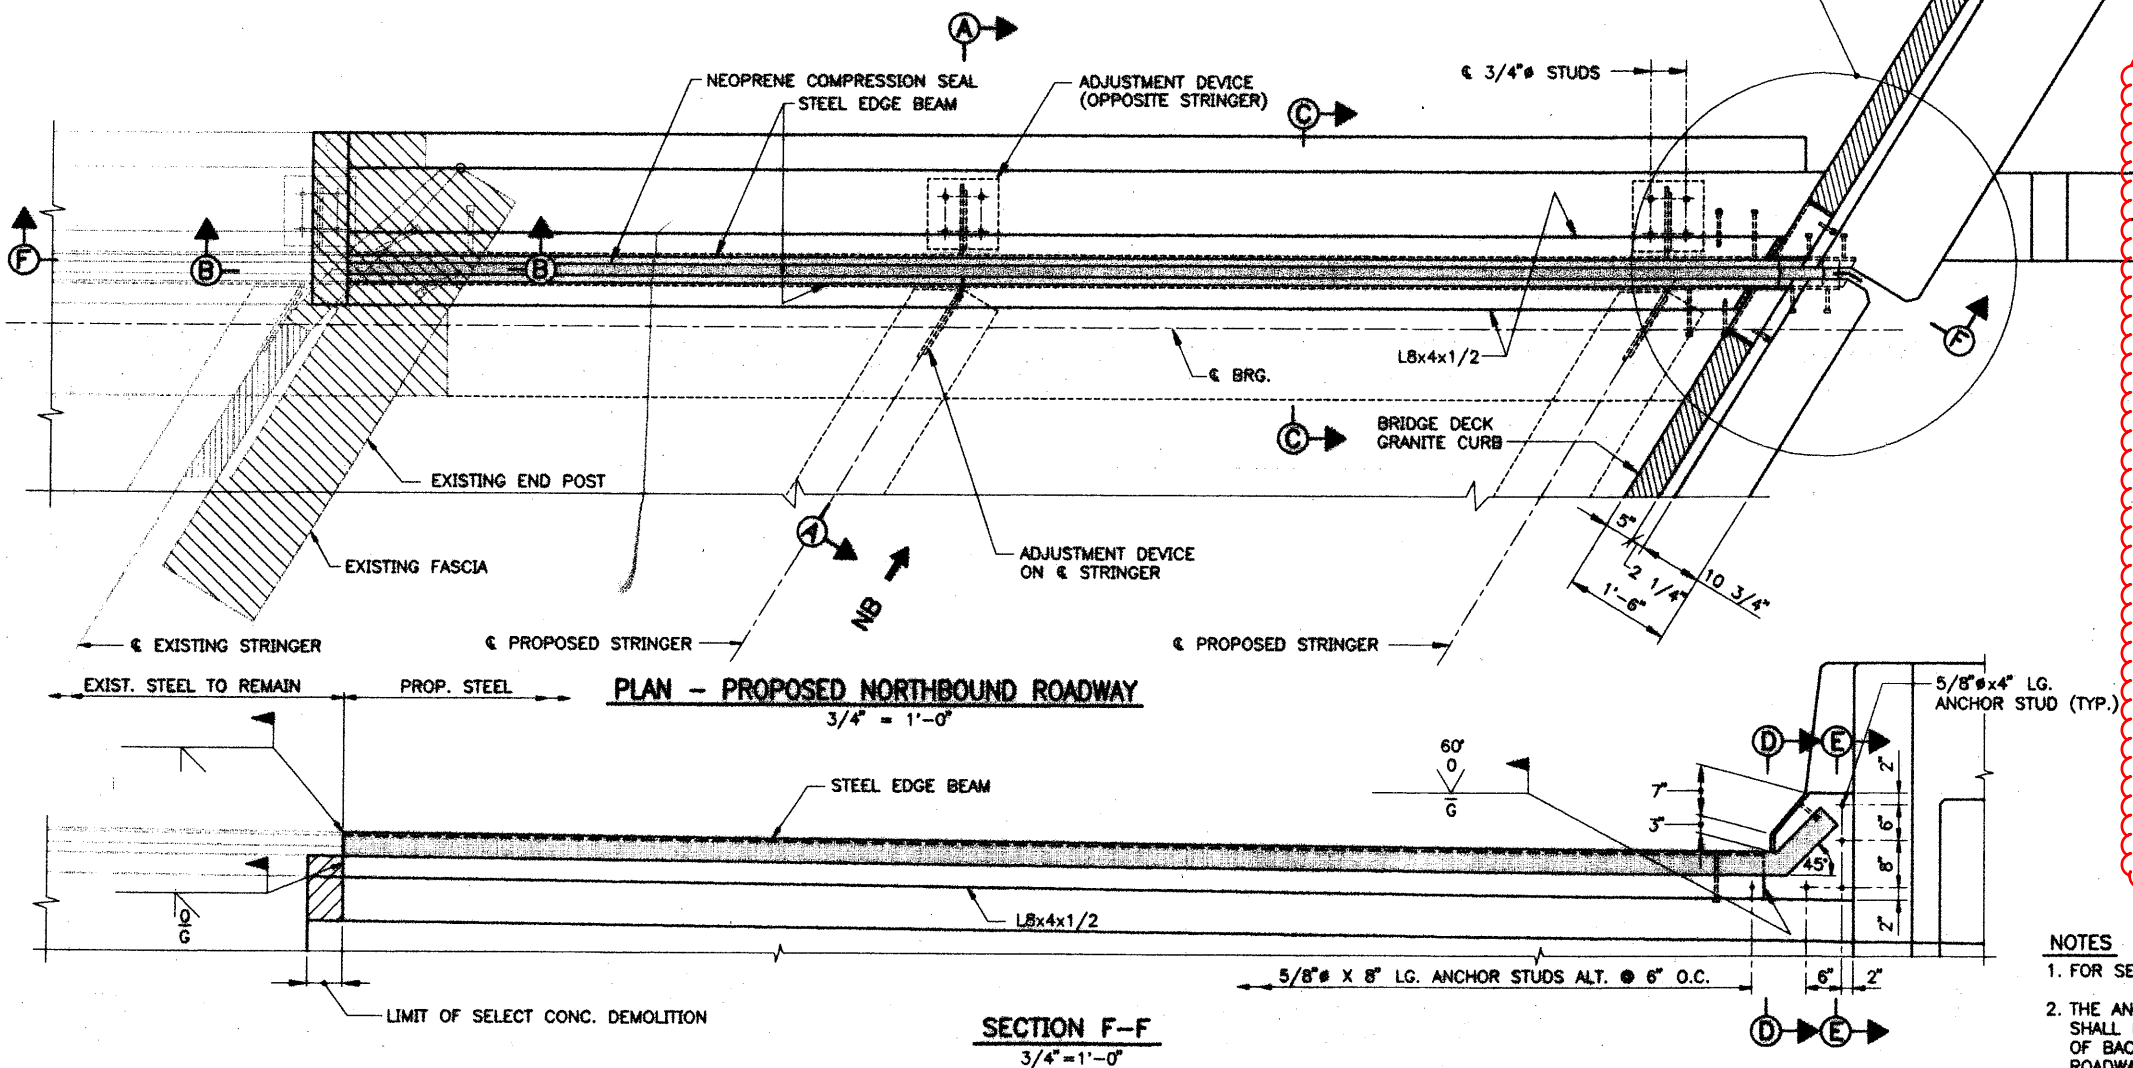 A
NEOPRENE COMPRESSION SEAL
STEEL EDGE BEAM
ADJUSTMENT DEVICE
(OPPOSITE STRINGER)
℄ 3/4"ø STUDS
C
F
B
B
L8x4x1/2
℄ BRG.
F
C
BRIDGE DECK
GRANITE CURB
EXISTING END POST
A
EXISTING FASCIA
ADJUSTMENT DEVICE
ON ℄ STRINGER
NB
5"
2 1/4"
10 3/4"
1'-6"
℄ EXISTING STRINGER
℄ PROPOSED STRINGER
℄ PROPOSED STRINGER
EXIST. STEEL TO REMAIN
PROP. STEEL
PLAN - PROPOSED NORTHBOUND ROADWAY
3/4" = 1'-0"
5/8"øx4" LG.
ANCHOR STUD (TYP.)
D
E
60°
0
G
STEEL EDGE BEAM
7"
3"
2"
6"
8"
45°
2"
0
G
L8x4x1/2
5/8"ø X 8" LG. ANCHOR STUDS ALT. @ 6" O.C.
6"
2"
LIMIT OF SELECT CONC. DEMOLITION
D
E
SECTION F-F
3/4"=1'-0"
NOTES
1. FOR SE
2. THE AN
SHALL
OF BAC
ROADWA